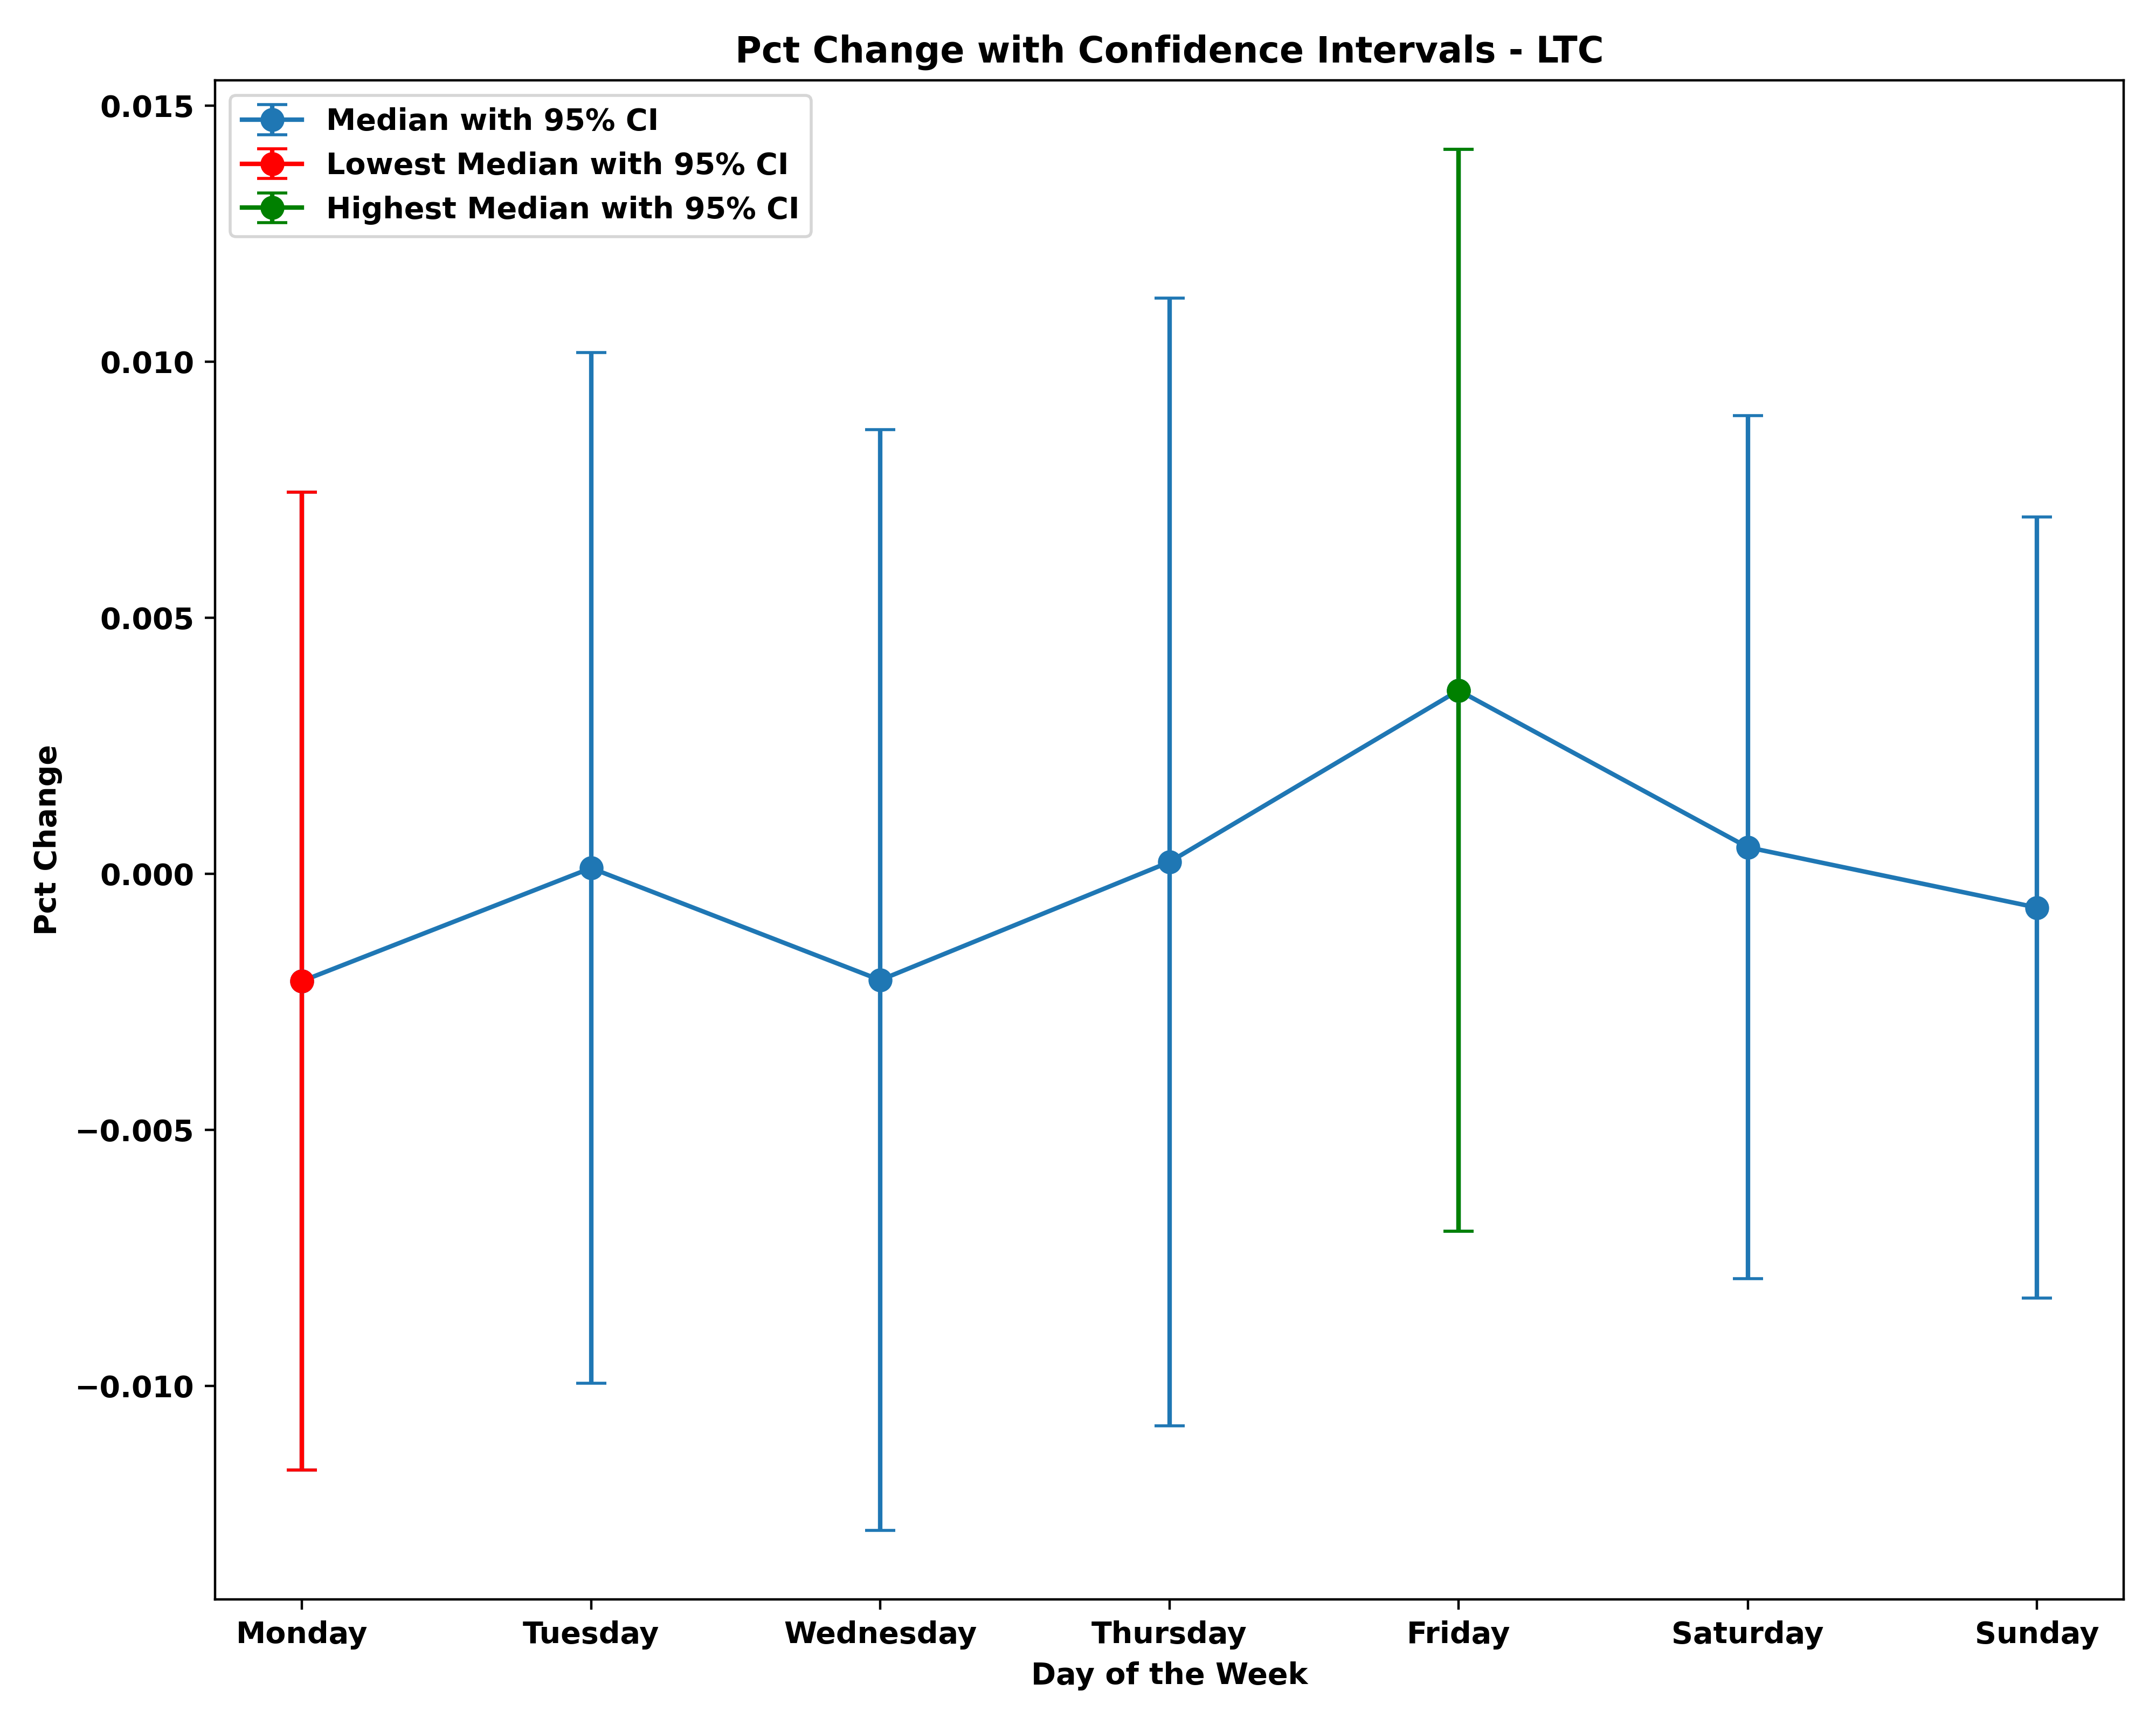 Pct Change with Confidence Intervals - LTC
Median with 95% CI
Lowest Median with 95% CI
Highest Median with 95% CI
0.015
0.010
0.005
0.000
−0.005
−0.010
Pct Change
Monday Tuesday Wednesday Thursday Friday Saturday Sunday
Day of the Week